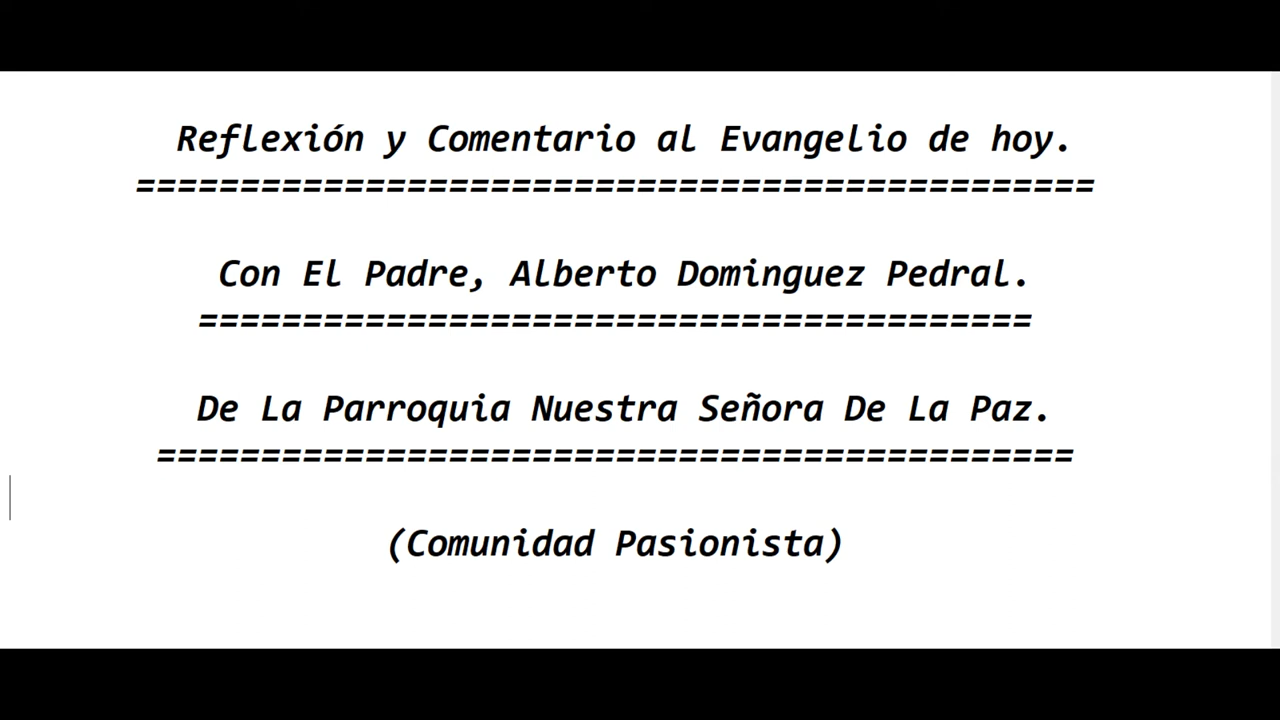 Reflexión y Comentario al Evangelio de hoy.
==============================================
Con El Padre, Alberto Dominguez Pedral.
========================================
De La Parroquia Nuestra Señora De La Paz.
============================================
(Comunidad Pasionista)